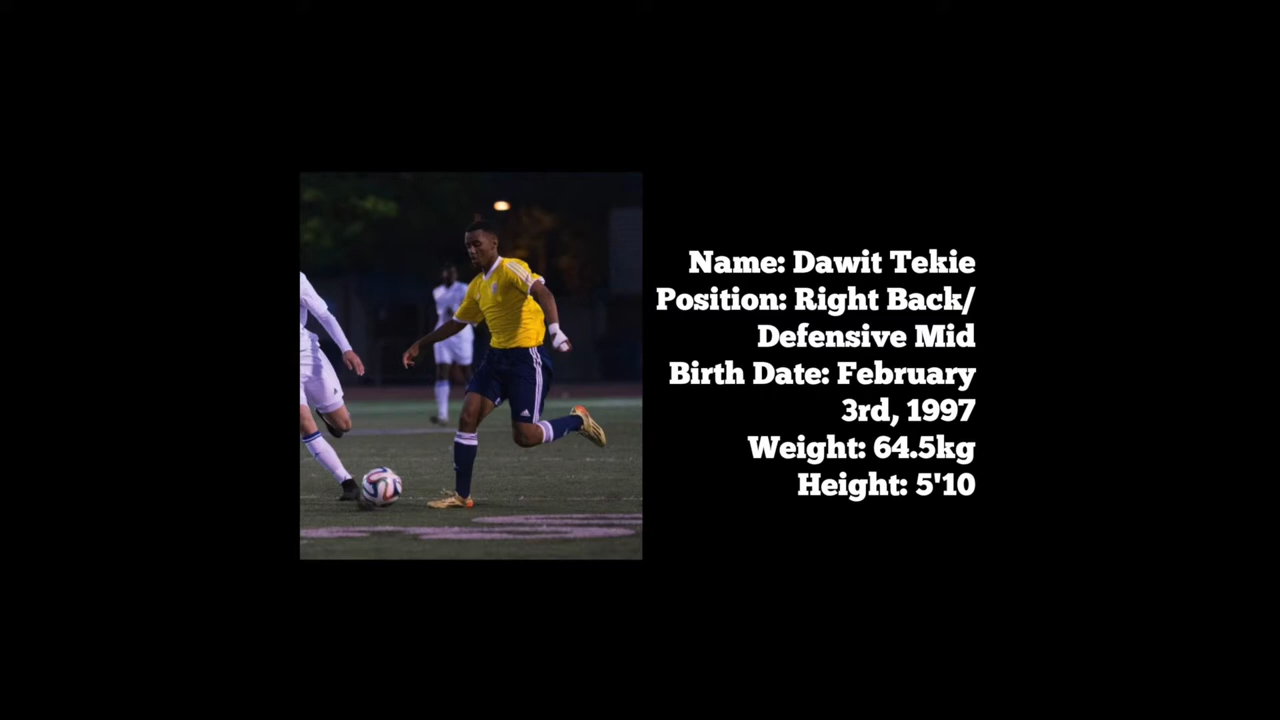 Name: Dawit Tekie
Position: Right Back/
Defensive Mid
Birth Date: February
3rd, 1997
Weight: 64.5kg
Height: 5'10